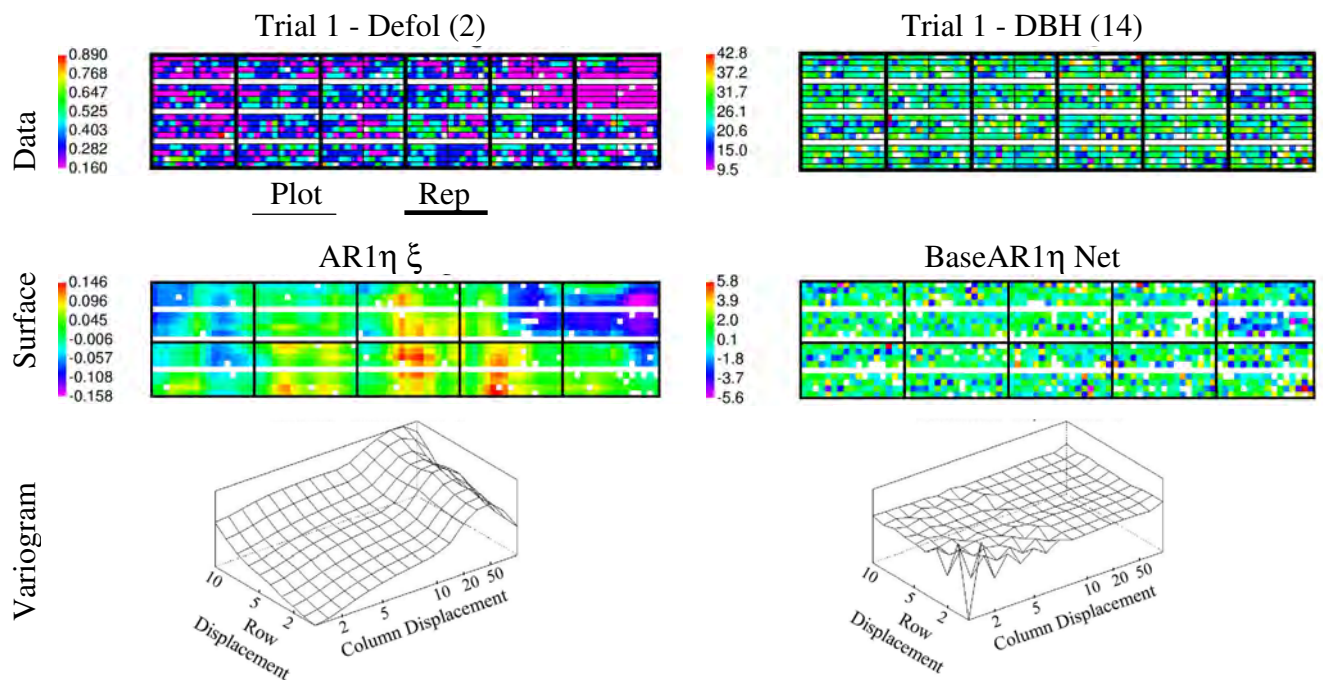 Trial 1 - Defol (2)
Trial 1 - DBH (14)
Data
0.890
0.768
0.647
0.525
0.403
0.282
0.160
42.8
37.2
31.7
26.1
20.6
15.0
9.5
Plot
Rep
AR1η ξ
BaseAR1η Net
Surface
0.146
0.096
0.045
-0.006
-0.057
-0.108
-0.158
5.8
3.9
2.0
0.1
-1.8
-3.7
-5.6
Variogram
10
5
2
Row
Displacement
2
5
10
20
50
Column Displacement
10
5
2
Row
Displacement
2
5
10
20
50
Column Displacement